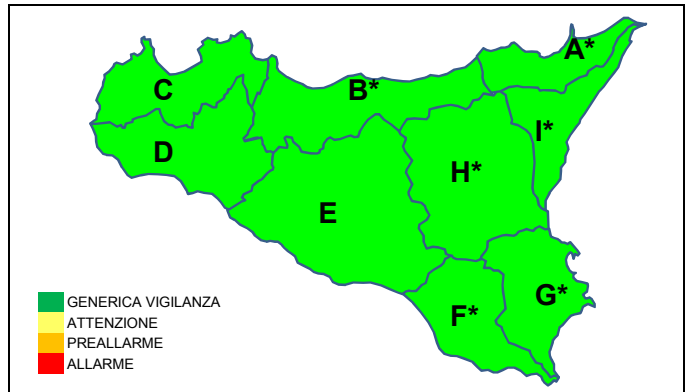 A*
C
B*
I*
D
H*
E
G*
F*
GENERICA VIGILANZA
ATTENZIONE
PREALLARME
ALLARME